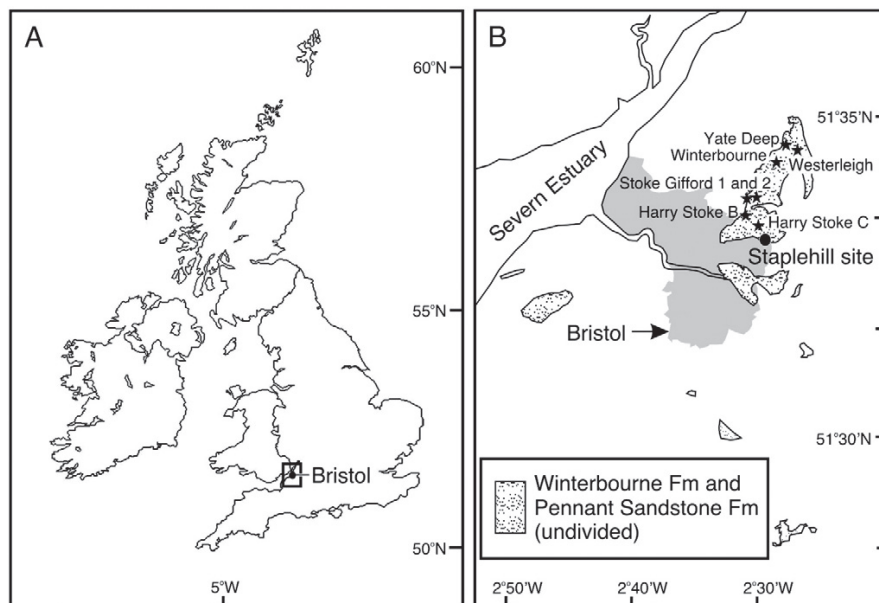 A
60°N
55°N
Bristol
50°N
5°W
B
51°35'N
Yate Deep
Winterbourne
Westerleigh
Severn Estuary
Stoke Gifford 1 and 2
Harry Stoke B
Harry Stoke C
Staplehill site
Bristol
51°30'N
Winterbourne Fm and
Pennant Sandstone Fm
(undivided)
2°50'W
2°40'W
2°30'W